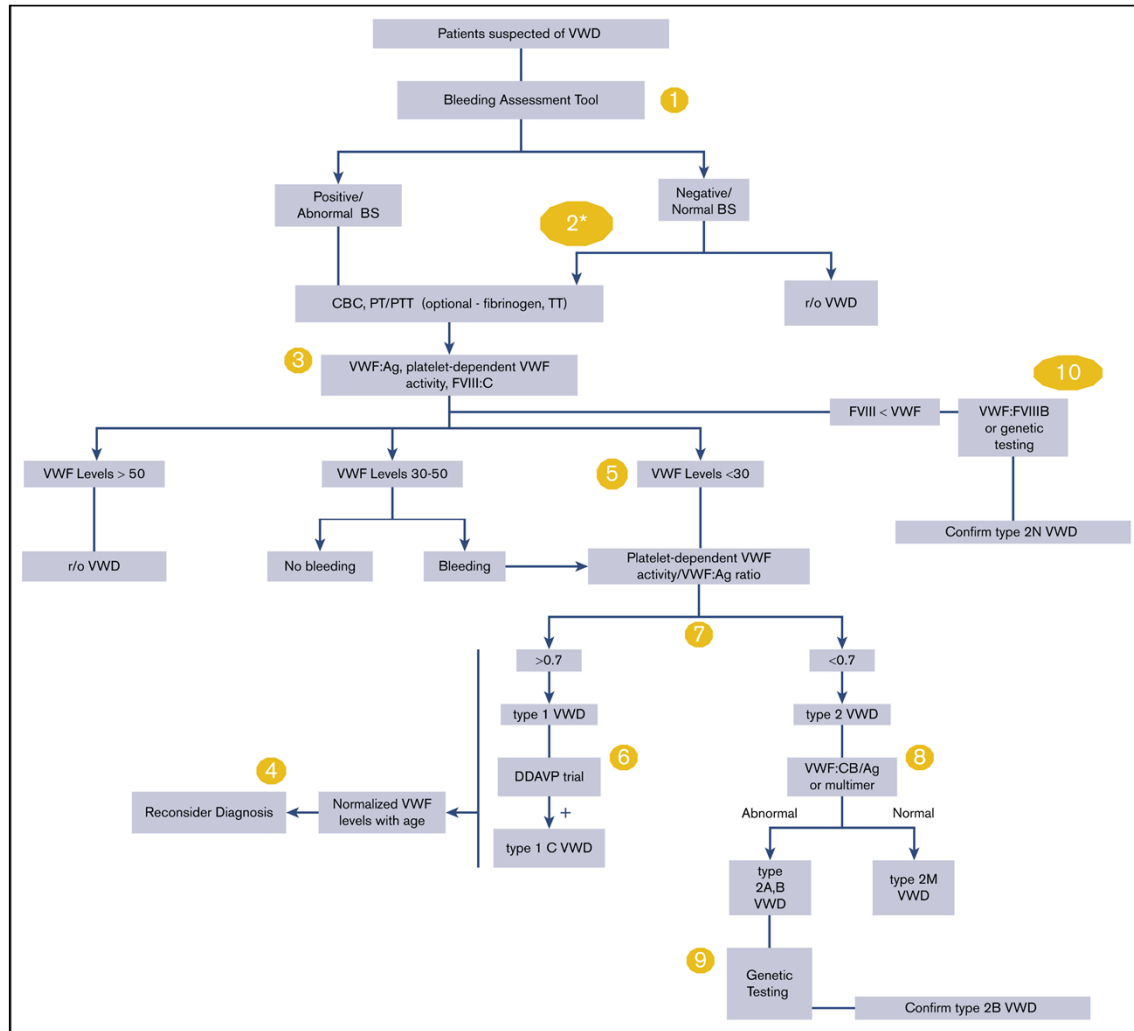 Patients suspected of VWD
Bleeding Assessment Tool
1
Positive/
Abnormal BS
Negative/
Normal BS
2*
CBC, PT/PTT (optional - fibrinogen, TT)
r/o VWD
3
VWF:Ag, platelet-dependent VWF
activity, FVIII:C
10
FVIII < VWF
VWF:FVIIIB
or genetic
testing
VWF Levels > 50
VWF Levels 30-50
5
VWF Levels <30
Confirm type 2N VWD
r/o VWD
No bleeding
Bleeding
Platelet-dependent VWF
activity/VWF:Ag ratio
7
>0.7
<0.7
type 1 VWD
type 2 VWD
6
DDAVP trial
8
VWF:CB/Ag
or multimer
4
Reconsider Diagnosis
Normalized VWF
levels with age
+
type 1 C VWD
Abnormal
Normal
type
2A,B
VWD
type 2M
VWD
9
Genetic
Testing
Confirm type 2B VWD